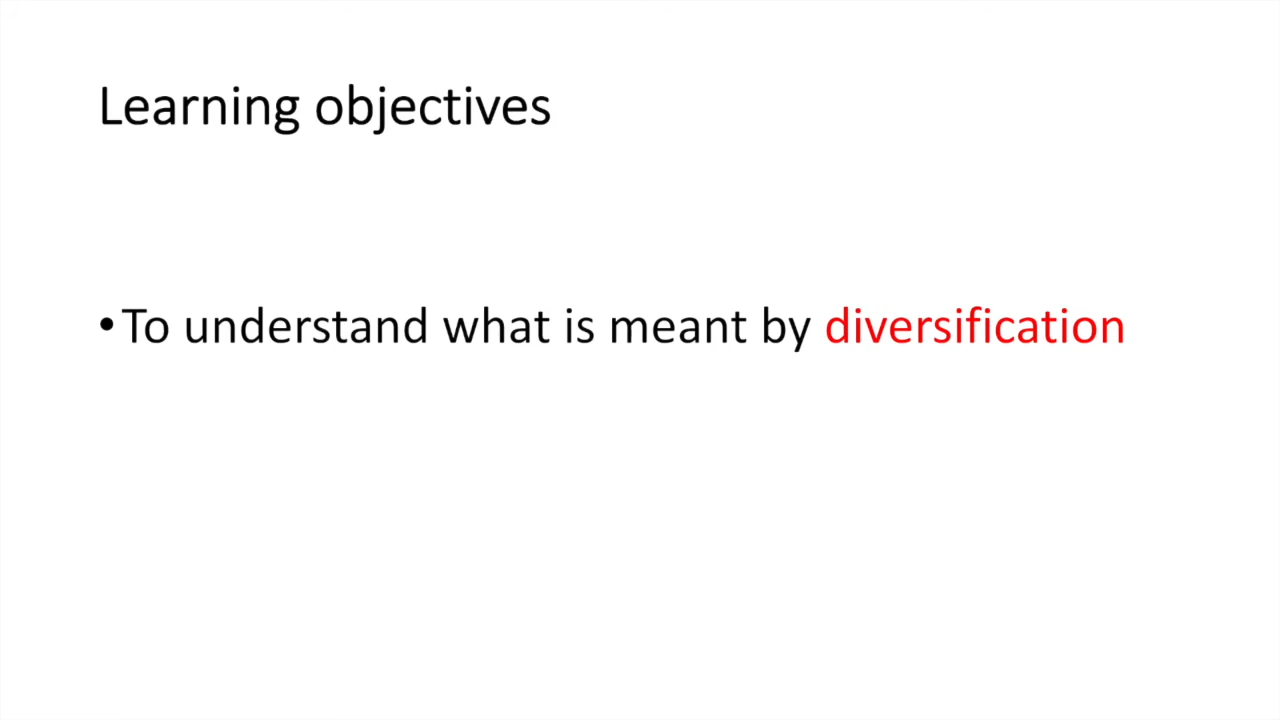 Learning objectives
•To understand what is meant by diversification